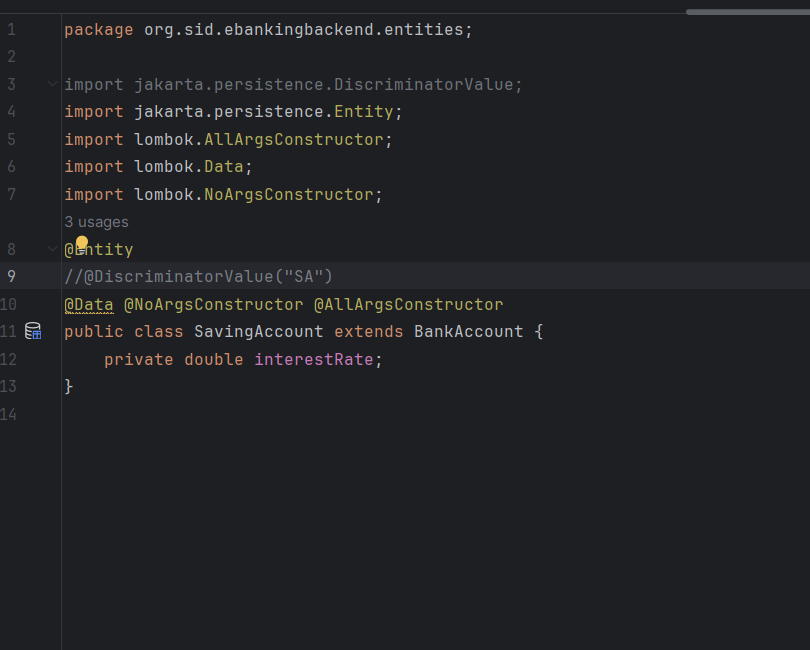 1 package org.sid.ebankingbackend.entities;
2
3 import jakarta.persistence.DiscriminatorValue;
4 import jakarta.persistence.Entity;
5 import lombok.AllArgsConstructor;
6 import lombok.Data;
7 import lombok.NoArgsConstructor;
3 usages
8 @Entity
9 //@DiscriminatorValue("SA")
10 @Data @NoArgsConstructor @AllArgsConstructor
11 public class SavingAccount extends BankAccount {
12 private double interestRate;
13 }
14